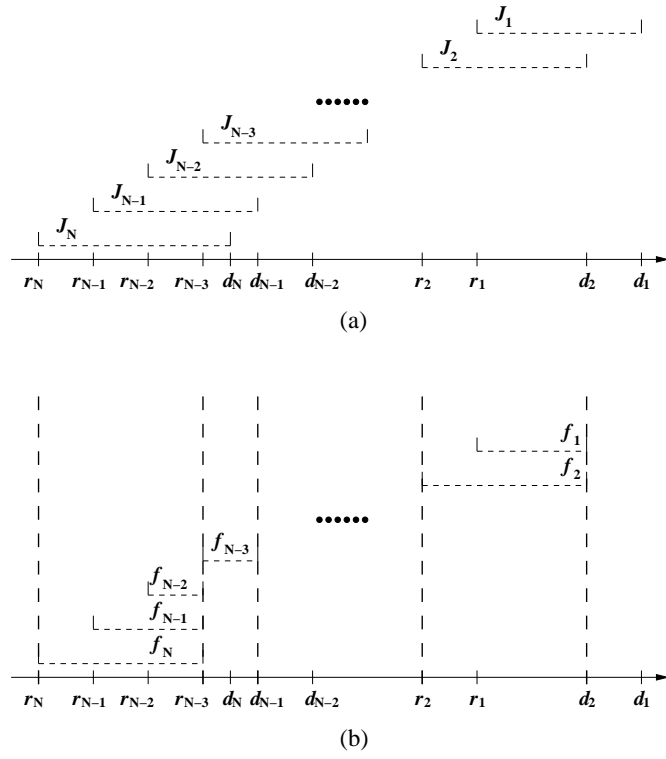 J1
J2
JN–3
JN–2
JN–1
JN
rN rN–1 rN–2 rN–3 dN dN–1 dN–2 r2 r1 d2 d1
(a)
f1
f2
fN–3
fN–2
fN–1
fN
rN rN–1 rN–2 rN–3 dN dN–1 dN–2 r2 r1 d2 d1
(b)